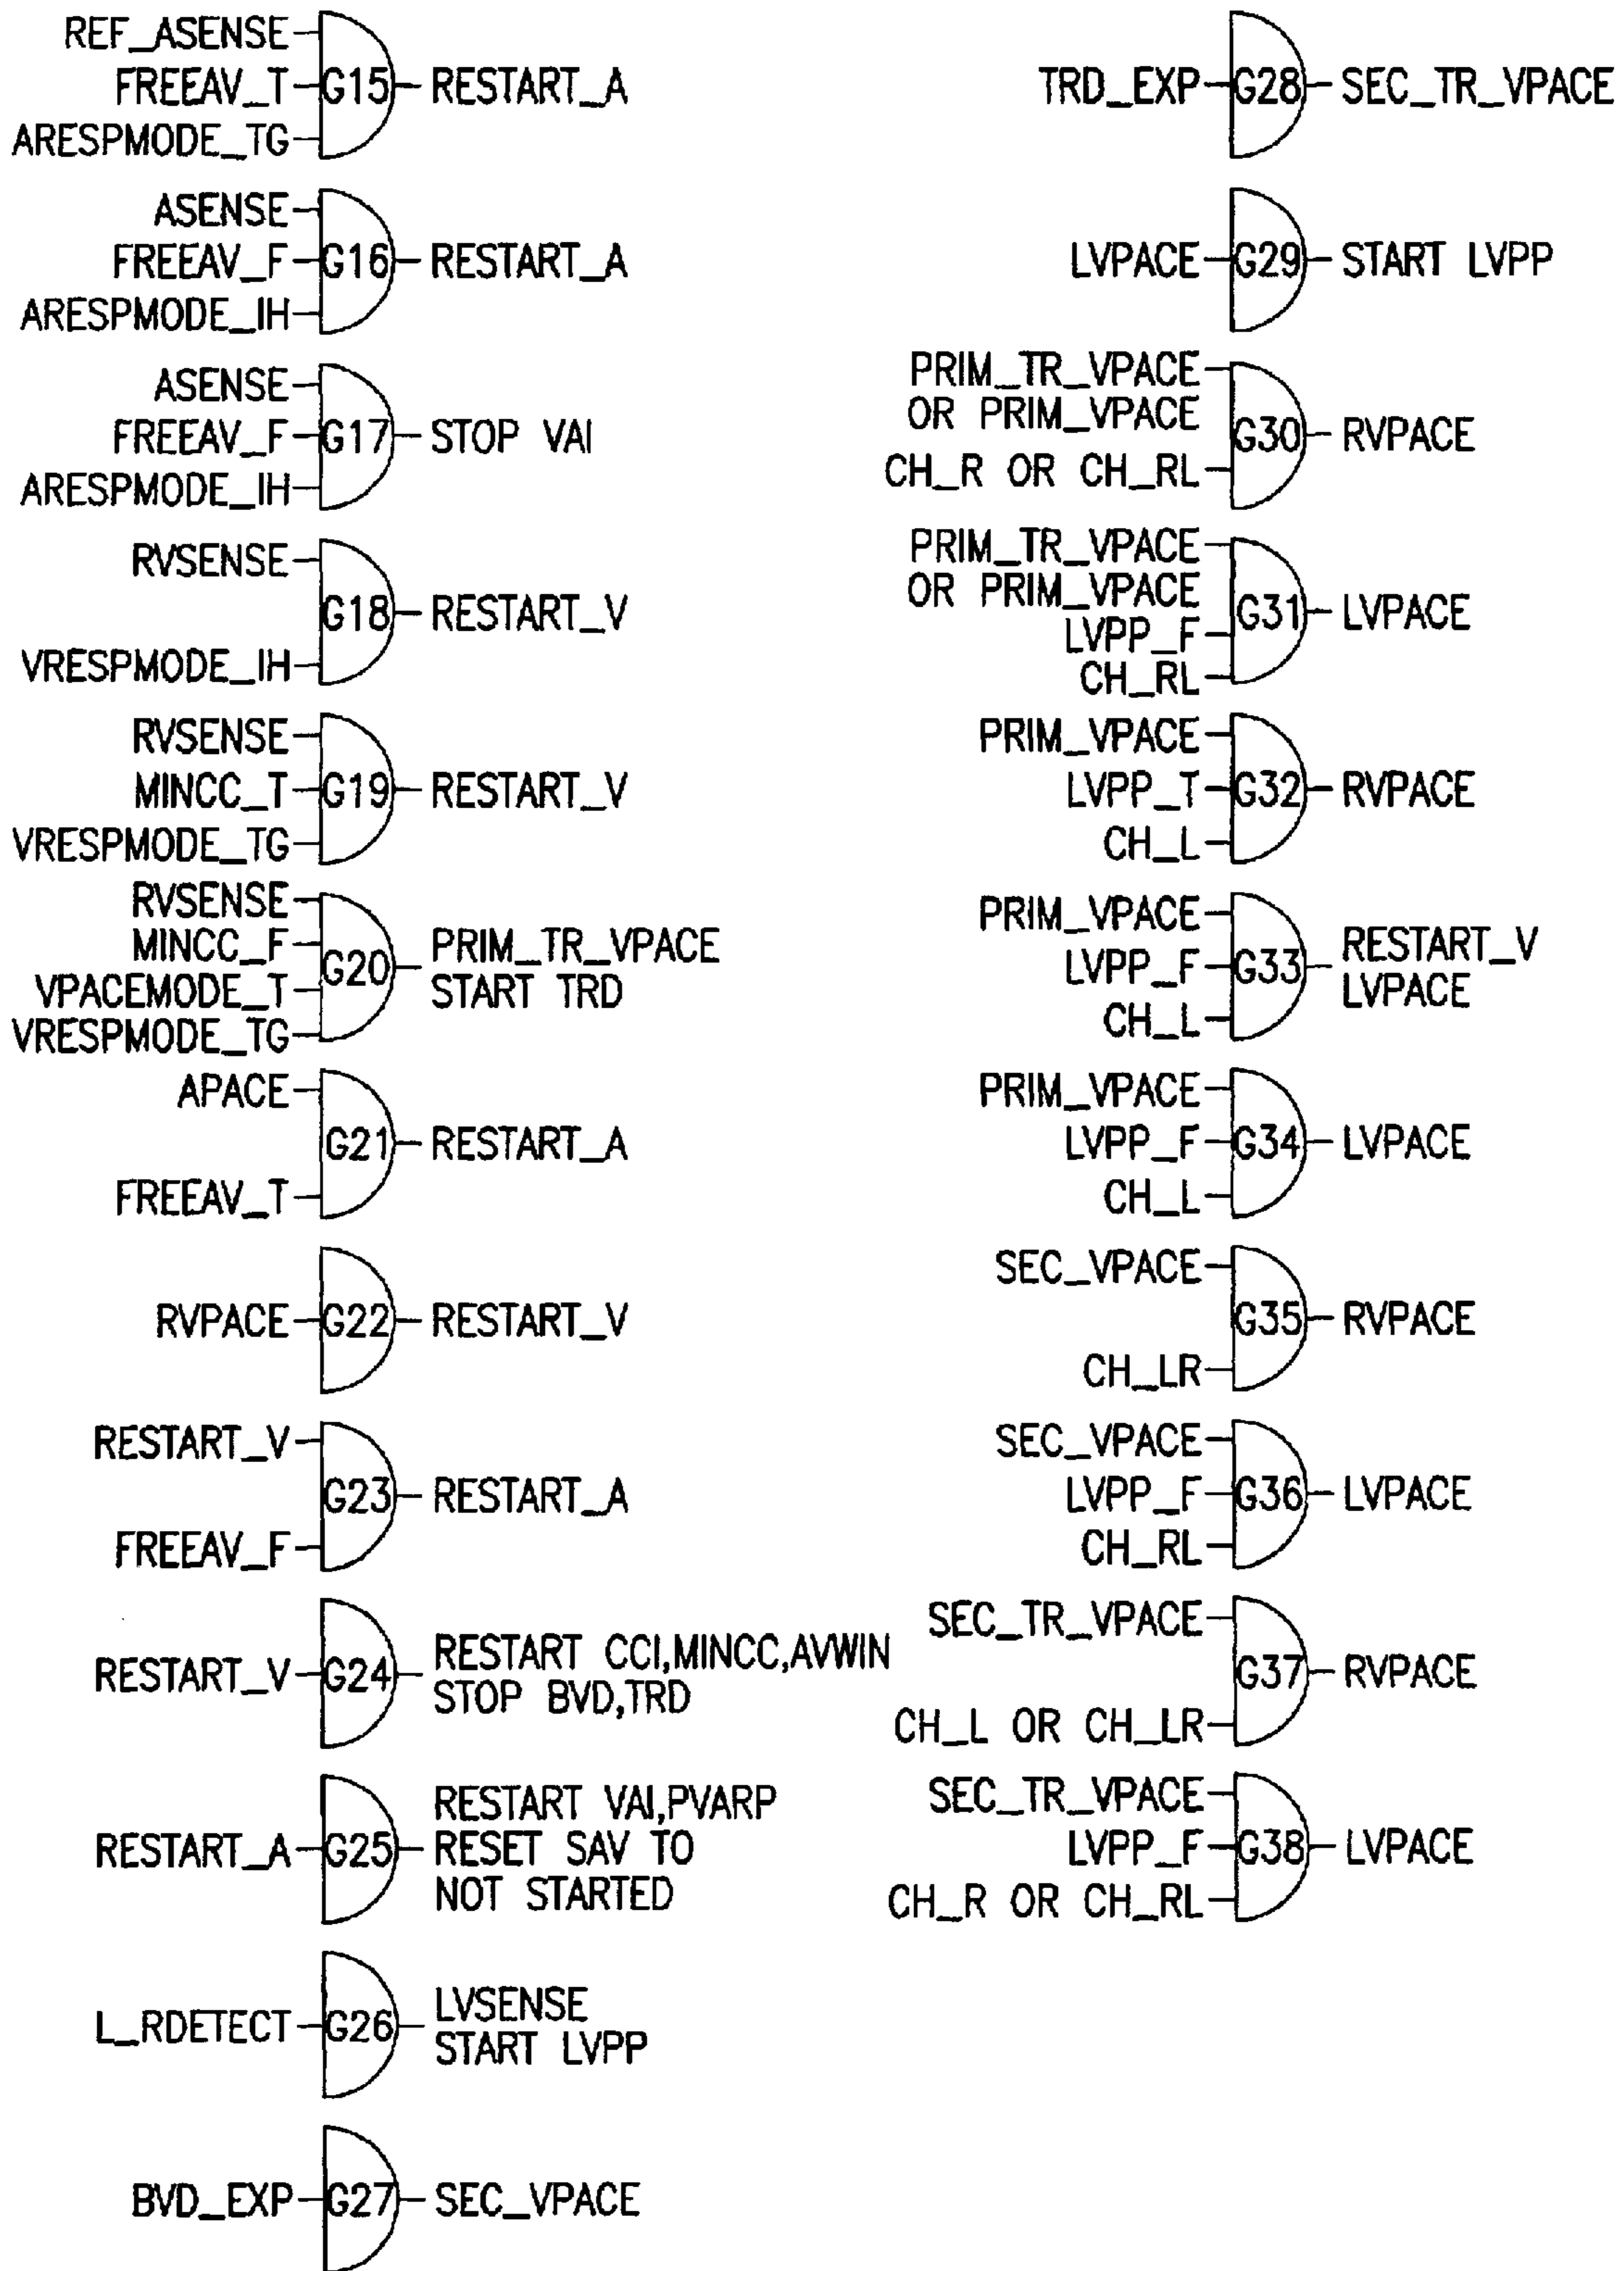 REF_ASENSE
FREEAV_T
ARESPMODE_TG
G15
RESTART_A
ASENSE
FREEAV_F
ARESPMODE_IH
G16
RESTART_A
ASENSE
FREEAV_F
ARESPMODE_IH
G17
STOP VAI
RVSENSE
VRESPMODE_IH
G18
RESTART_V
RVSENSE
MINCC_T
VRESPMODE_TG
G19
RESTART_V
RVSENSE
MINCC_F
VPACEMODE_T
VRESPMODE_TG
G20
PRIM_TR_VPACE
START TRD
APACE
FREEAV_T
G21
RESTART_A
RVPACE
G22
RESTART_V
RESTART_V
FREEAV_F
G23
RESTART_A
RESTART_V
G24
RESTART CCI,MINCC,AVWIN
STOP BVD,TRD
RESTART_A
G25
RESTART VAI,PVARP
RESET SAV TO
NOT STARTED
L_RDETECT
G26
LVSENSE
START LVPP
BVD_EXP
G27
SEC_VPACE
TRD_EXP
G28
SEC_TR_VPACE
LVPACE
G29
START LVPP
PRIM_TR_VPACE
OR PRIM_VPACE
CH_R OR CH_RL
G30
RVPACE
PRIM_TR_VPACE
OR PRIM_VPACE
LVPP_F
CH_RL
G31
LVPACE
PRIM_VPACE
LVPP_T
CH_L
G32
RVPACE
PRIM_VPACE
LVPP_F
CH_L
G33
RESTART_V
LVPACE
PRIM_VPACE
LVPP_F
CH_L
G34
LVPACE
SEC_VPACE
CH_LR
G35
RVPACE
SEC_VPACE
LVPP_F
CH_RL
G36
LVPACE
SEC_TR_VPACE
CH_L OR CH_LR
G37
RVPACE
SEC_TR_VPACE
LVPP_F
CH_R OR CH_RL
G38
LVPACE